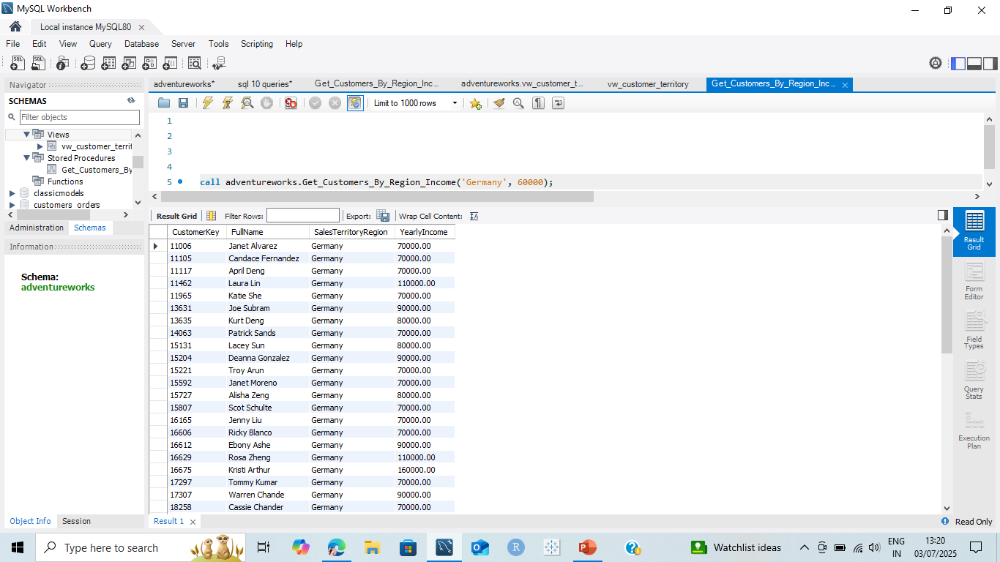 MySQL Workbench
Local instance MySQL80
File Edit View Query Database Server Tools Scripting Help
Navigator
SCHEMAS
Filter objects
Views
vw_customer_territ
Stored Procedures
Get_Customers_By
Functions
classicmodels
customers_orders
Administration Schemas
Information
Schema:
adventureworks
Object Info Session
adventureworks* sql 10 queries* Get_Customers_By_Region_Inc... adventureworks.vw_customer_t... vw_customer_territory Get_Customers_By_Region_Inc...
Limit to 1000 rows
1
2
3
4
5 call adventureworks.Get_Customers_By_Region_Income('Germany', 60000);
Result Grid Filter Rows: Export: Wrap Cell Content:
CustomerKey FullName SalesTerritoryRegion YearlyIncome
11006 Janet Alvarez Germany 70000.00
11105 Candace Fernandez Germany 70000.00
11117 April Deng Germany 70000.00
11462 Laura Lin Germany 110000.00
11965 Katie She Germany 70000.00
13631 Joe Subram Germany 90000.00
13635 Kurt Deng Germany 80000.00
14063 Patrick Sands Germany 70000.00
15131 Lacey Sun Germany 80000.00
15204 Deanna Gonzalez Germany 90000.00
15221 Troy Arun Germany 70000.00
15592 Janet Moreno Germany 70000.00
15727 Alisha Zeng Germany 80000.00
15807 Scot Schulte Germany 70000.00
16165 Jenny Liu Germany 70000.00
16606 Ricky Blanco Germany 70000.00
16612 Ebony Ashe Germany 90000.00
16629 Rosa Zheng Germany 110000.00
16675 Kristi Arthur Germany 160000.00
17297 Tommy Kumar Germany 70000.00
17307 Warren Chande Germany 90000.00
18258 Cassie Chander Germany 70000.00
Result 1
Result
Grid
Form
Editor
Field
Types
Query
Stats
Execution
Plan
Read Only
Type here to search
Watchlist ideas
ENG
IN
13:20
03/07/2025